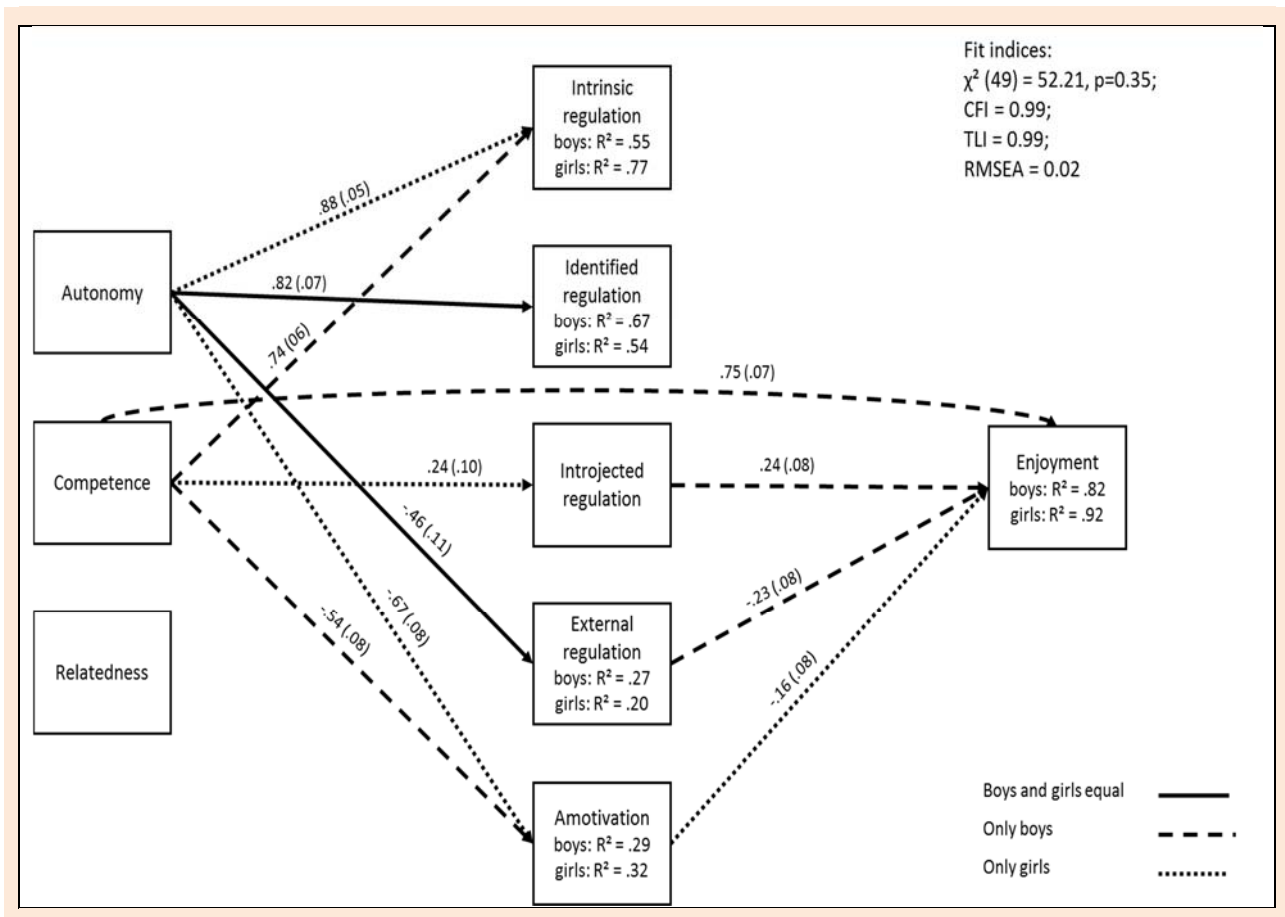 Fit indices:
χ² (49) = 52.21, p=0.35;
CFI = 0.99;
TLI = 0.99;
RMSEA = 0.02
Intrinsic
regulation
boys: R² = .55
girls: R² = .77
.88 (.05)
Autonomy
.82 (.07)
Identified
regulation
boys: R² = .67
girls: R² = .54
.74 (06)
.75 (.07)
Competence
.24 (.10)
Introjected
regulation
.24 (.08)
Enjoyment
boys: R² = .82
girls: R² = .92
-.46 (.11)
-.67 (.08)
-.54 (.08)
-.23 (.08)
-.16 (.08)
Relatedness
External
regulation
boys: R² = .27
girls: R² = .20
Amotivation
boys: R² = .29
girls: R² = .32
Boys and girls equal
Only boys
Only girls